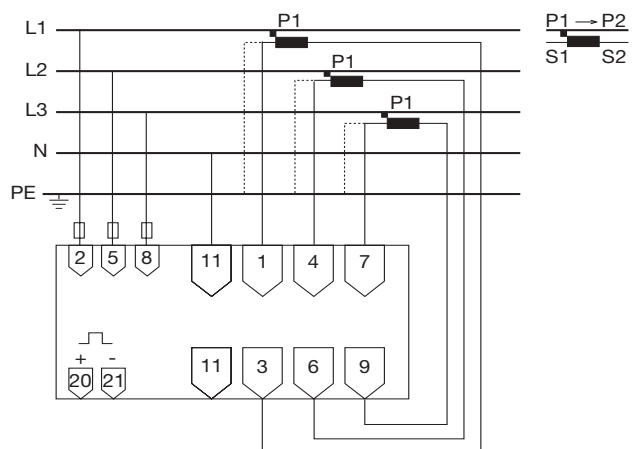 L1
P1
P1 → P2
S1 S2
L2
P1
L3
P1
N
PE
2 5 8 11 1 4 7
+ -
20 21 11 3 6 9